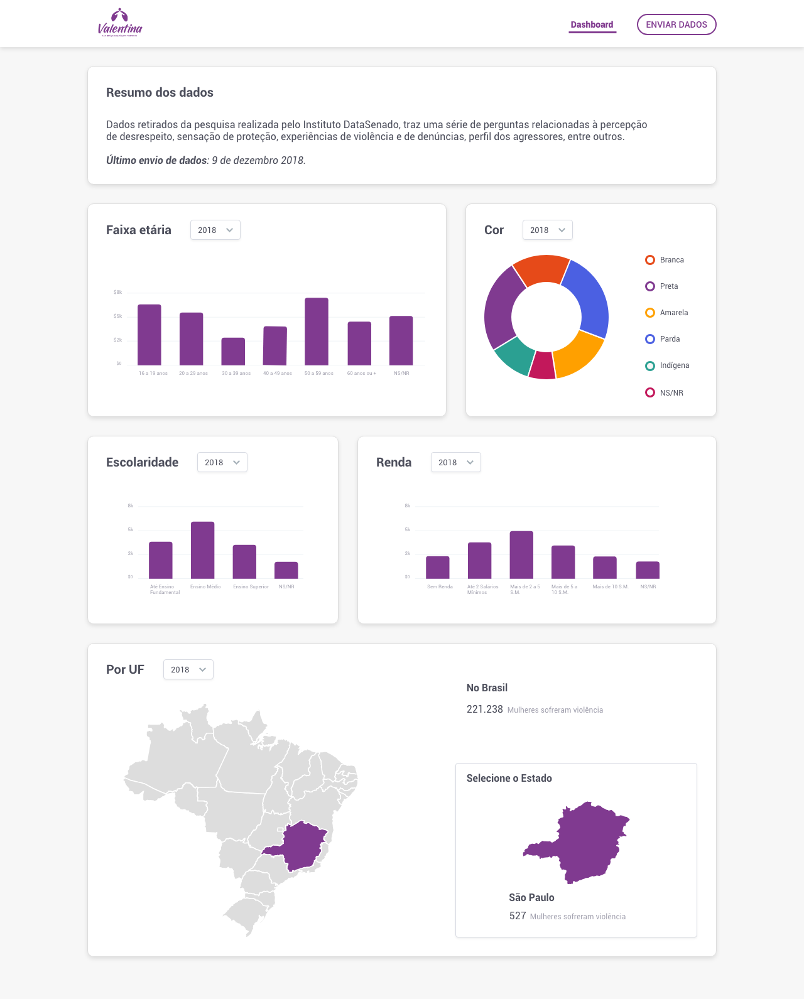 Valentina
Dashboard
ENVIAR DADOS
Resumo dos dados
Dados retirados da pesquisa realizada pelo Instituto DataSenado, traz uma série de perguntas relacionadas à percepção
de desrespeito, sensação de proteção, experiências de violência e de denúncias, perfil dos agressores, entre outros.
Último envio de dados: 9 de dezembro 2018.
Faixa etária
2018
$8k
$5k
$2k
$0
16 a 19 anos
20 a 29 anos
30 a 39 anos
40 a 49 anos
50 a 59 anos
60 anos ou +
NS/NR
Cor
2018
Branca
Preta
Amarela
Parda
Indígena
NS/NR
Escolaridade
2018
8k
5k
2k
$0
Até Ensino
Fundamental
Ensino Médio
Ensino Superior
NS/NR
Renda
2018
8k
5k
2k
$0
Sem Renda
Até 2 Salários
Mínimos
Mais de 2 a 5
S.M.
Mais de 5 a
10 S.M.
Mais de 10 S.M.
NS/NR
Por UF
2018
No Brasil
221.238 Mulheres sofreram violência
Selecione o Estado
São Paulo
527 Mulheres sofreram violência